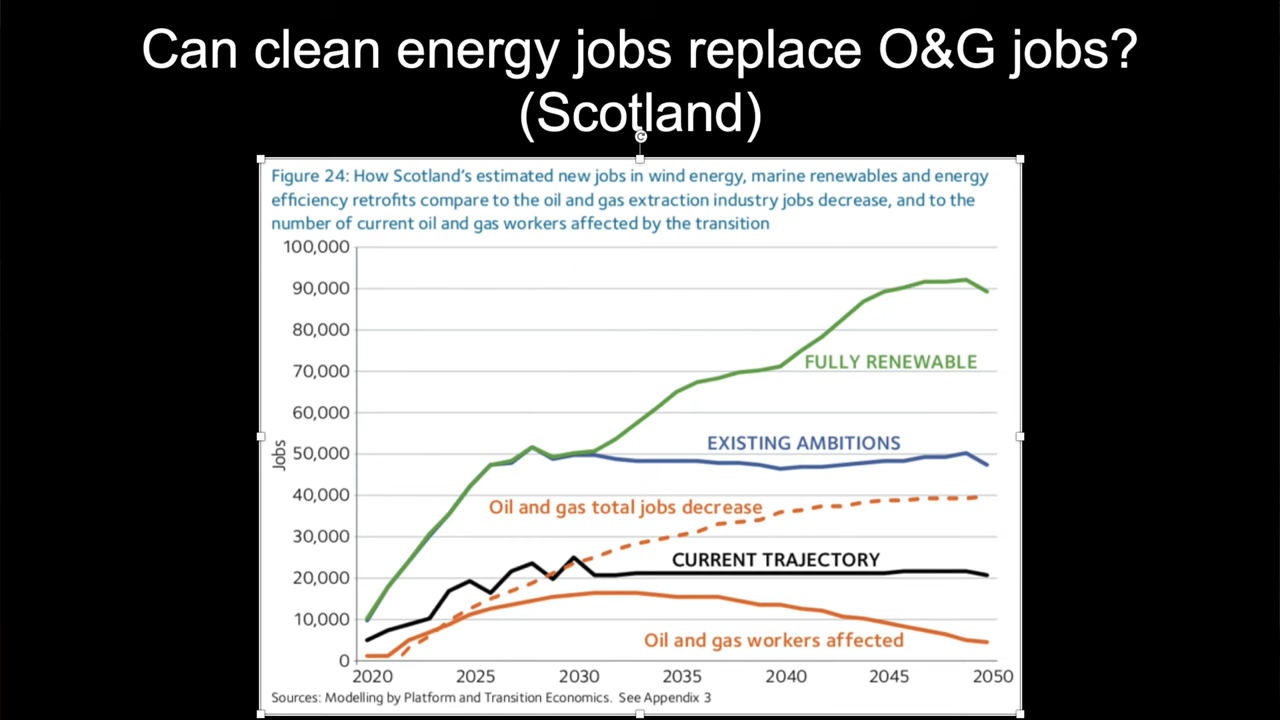 Can clean energy jobs replace O&G jobs?
(Scotland)
Figure 24: How Scotland's estimated new jobs in wind energy, marine renewables and energy
efficiency retrofits compare to the oil and gas extraction industry jobs decrease, and to the
number of current oil and gas workers affected by the transition
100,000
90,000
80,000
70,000
60,000
50,000
40,000
30,000
20,000
10,000
0
Jobs
FULLY RENEWABLE
EXISTING AMBITIONS
Oil and gas total jobs decrease
CURRENT TRAJECTORY
Oil and gas workers affected
2020 2025 2030 2035 2040 2045 2050
Sources: Modelling by Platform and Transition Economics. See Appendix 3